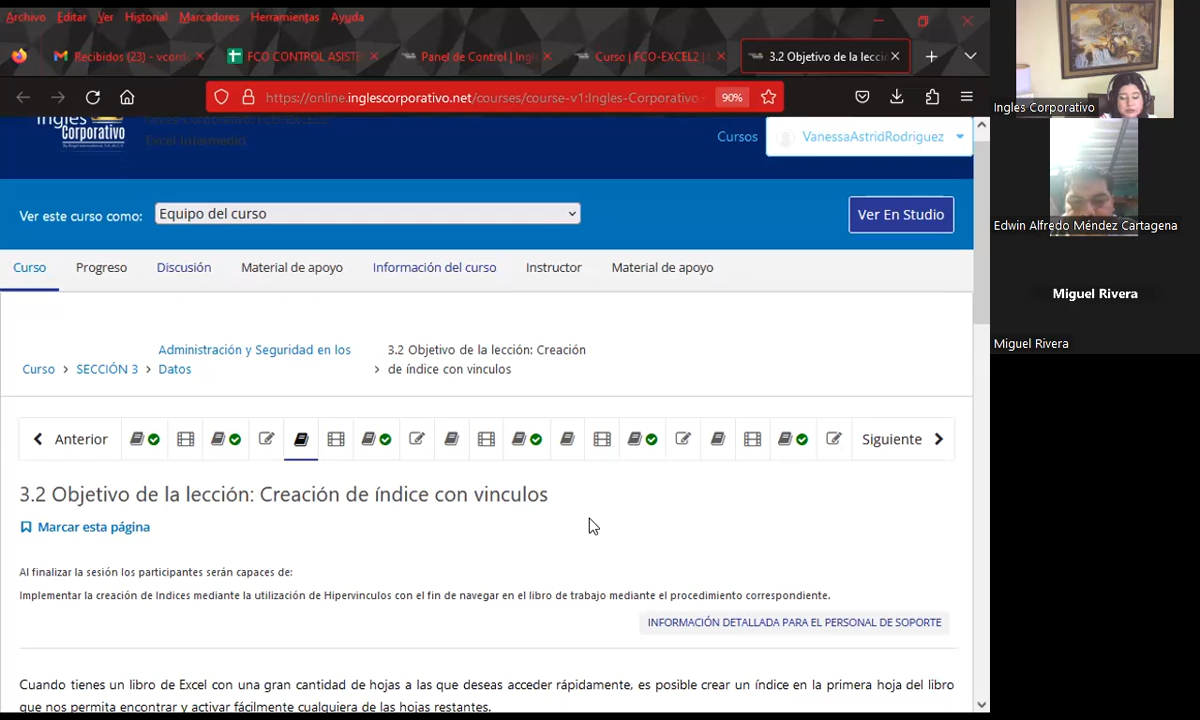 Archivo Editar Ver Historial Marcadores Herramientas Ayuda
Recibidos (23) - vcord
FCO CONTROL ASISTE
Panel de Control | Ingl
Curso | FCO-EXCEL2 |
3.2 Objetivo de la lecció
https://online.inglescorporativo.net/courses/course-v1:Ingles-Corporativo
90%
Ingles
Corporativo
Excel Intermedio
Cursos
VanessaAstridRodriguez
Ver este curso como:
Equipo del curso
Ver En Studio
Curso Progreso Discusión Material de apoyo Información del curso Instructor Material de apoyo
Curso > SECCIÓN 3 > Administración y Seguridad en los
Datos
> 3.2 Objetivo de la lección: Creación
de índice con vinculos
Anterior
Siguiente
3.2 Objetivo de la lección: Creación de índice con vinculos
Marcar esta página
Al finalizar la sesión los participantes serán capaces de:
Implementar la creación de Indices mediante la utilización de Hipervinculos con el fin de navegar en el libro de trabajo mediante el procedimiento correspondiente.
INFORMACIÓN DETALLADA PARA EL PERSONAL DE SOPORTE
Cuando tienes un libro de Excel con una gran cantidad de hojas a las que deseas acceder rápidamente, es posible crear un índice en la primera hoja del libro
que nos permita encontrar y activar fácilmente cualquiera de las hojas restantes.
Ingles Corporativo
Edwin Alfredo Méndez Cartagena
Miguel Rivera
Miguel Rivera